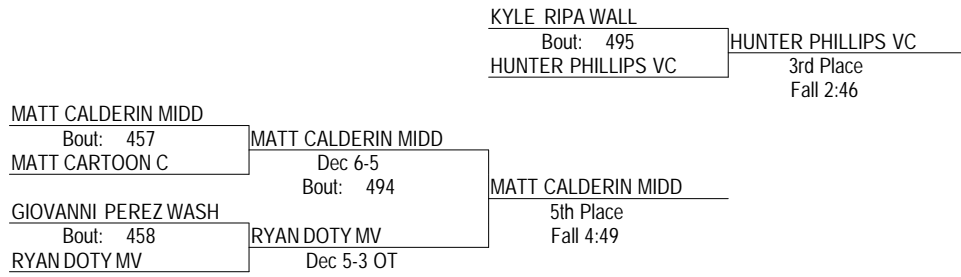 KYLE RIPA WALL
Bout: 495
HUNTER PHILLIPS VC
HUNTER PHILLIPS VC
3rd Place
Fall 2:46
MATT CALDERIN MIDD
Bout: 457
MATT CARTOON C
MATT CALDERIN MIDD
Dec 6-5
Bout: 494
GIOVANNI PEREZ WASH
Bout: 458
RYAN DOTY MV
RYAN DOTY MV
Dec 5-3 OT
MATT CALDERIN MIDD
5th Place
Fall 4:49